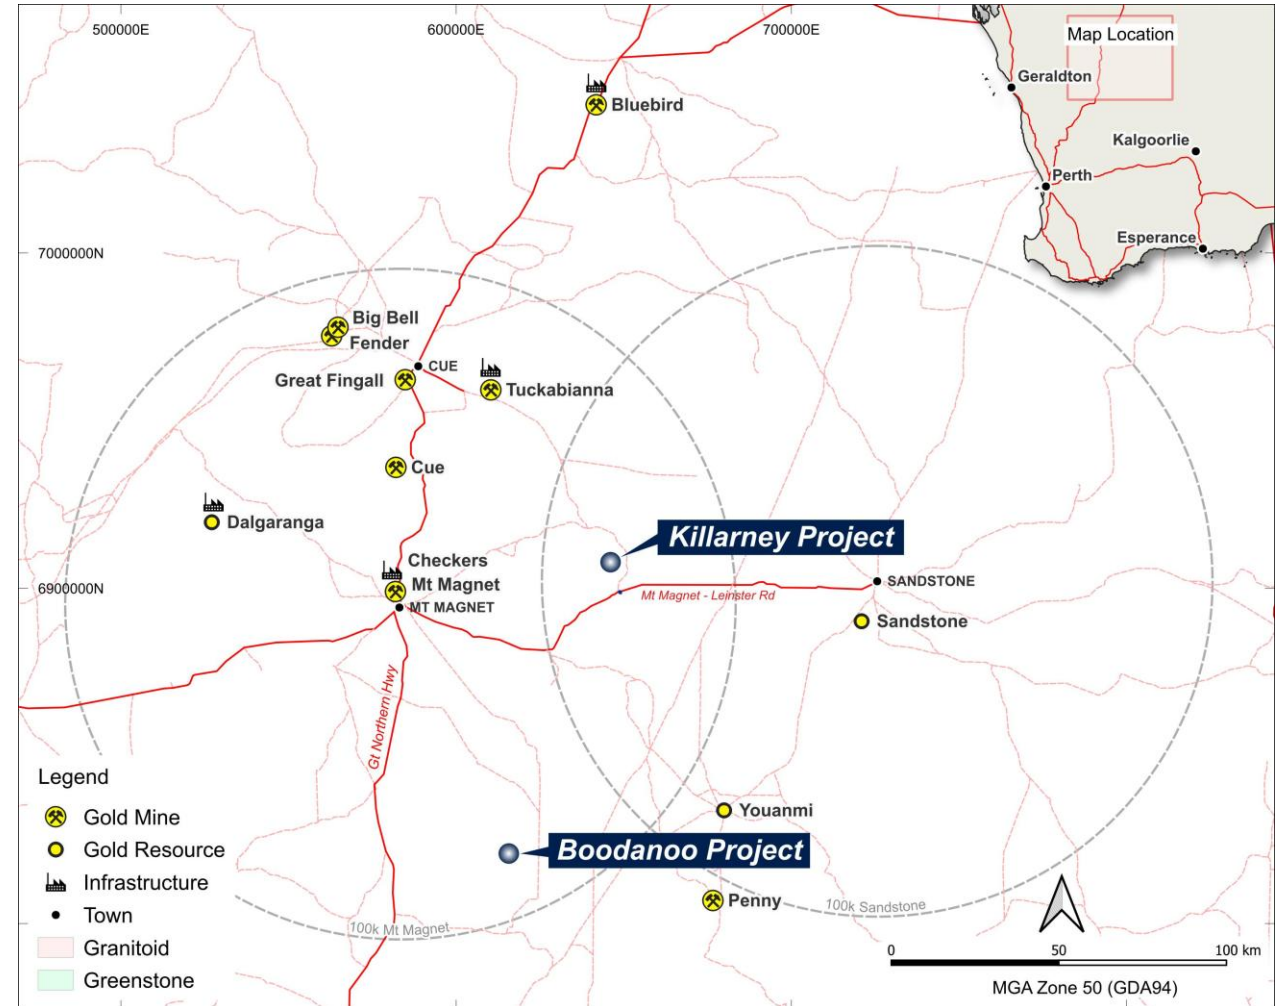 500000E
600000E
700000E
Map Location
Geraldton
Bluebird
Kalgoorlie
Perth
Esperance
7000000N
Big Bell
Fender
CUE
Great Fingall
Tuckabianna
Cue
Dalgaranga
Killarney Project
Checkers
Mt Magnet
6900000N
SANDSTONE
Mt Magnet - Leinster Rd
MT MAGNET
Sandstone
Gt Northern Hwy
Legend
Gold Mine
Gold Resource
Infrastructure
Town
Granitoid
Greenstone
Youanmi
Boodanoo Project
Penny
100k Sandstone
100k Mt Magnet
0 50 100 km
MGA Zone 50 (GDA94)